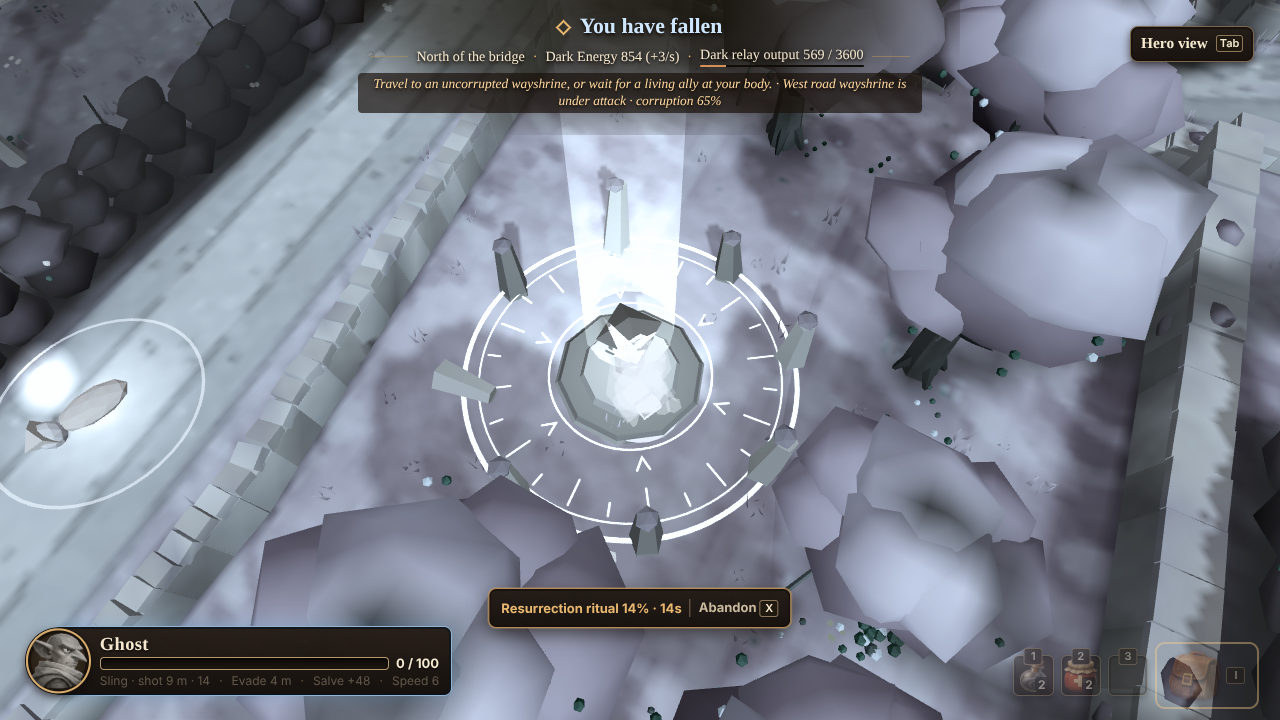 You have fallen
Hero view Tab
North of the bridge · Dark Energy 854 (+3/s) · Dark relay output 569 / 3600
Travel to an uncorrupted wayshrine, or wait for a living ally at your body. · West road wayshrine is
under attack · corruption 65%
Resurrection ritual 14% · 14s Abandon X
Ghost
0 / 100
Sling · shot 9 m · 14 · Evade 4 m · Salve +48 · Speed 6
1 2 3
2 2 I